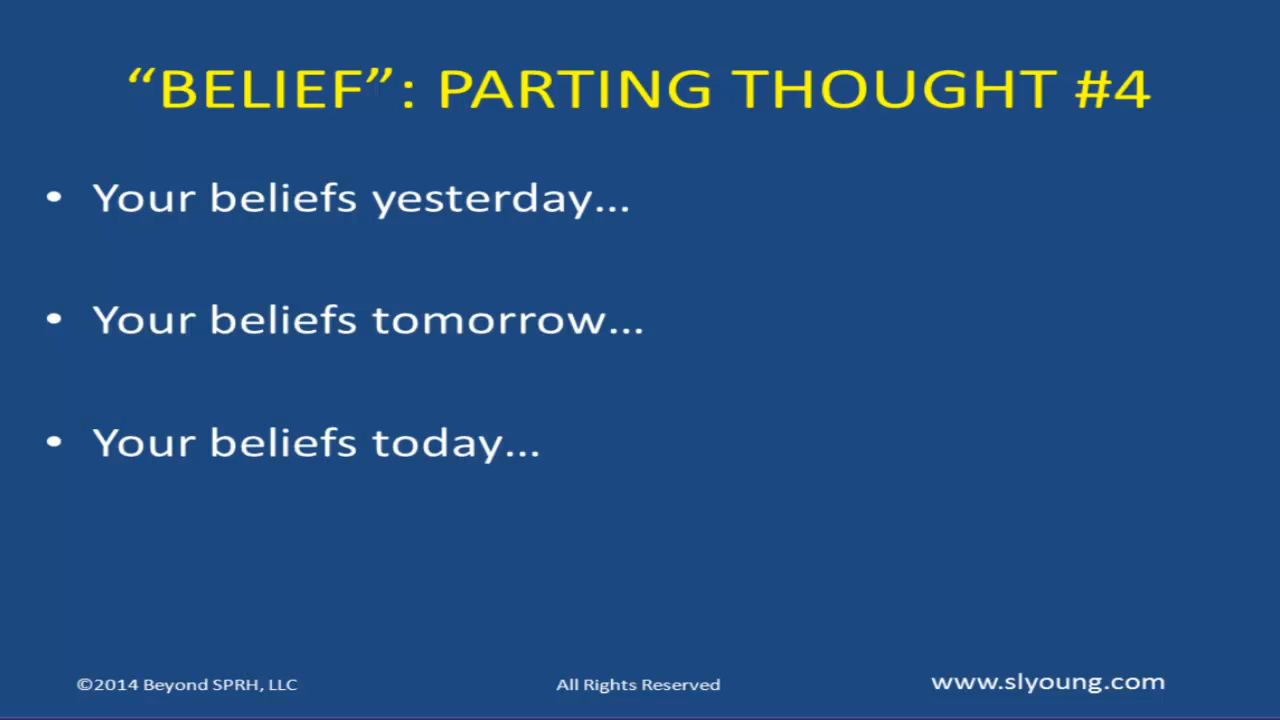 “BELIEF”: PARTING THOUGHT #4
• Your beliefs yesterday...
• Your beliefs tomorrow...
• Your beliefs today...
©2014 Beyond SPRH, LLC All Rights Reserved www.slyoung.com